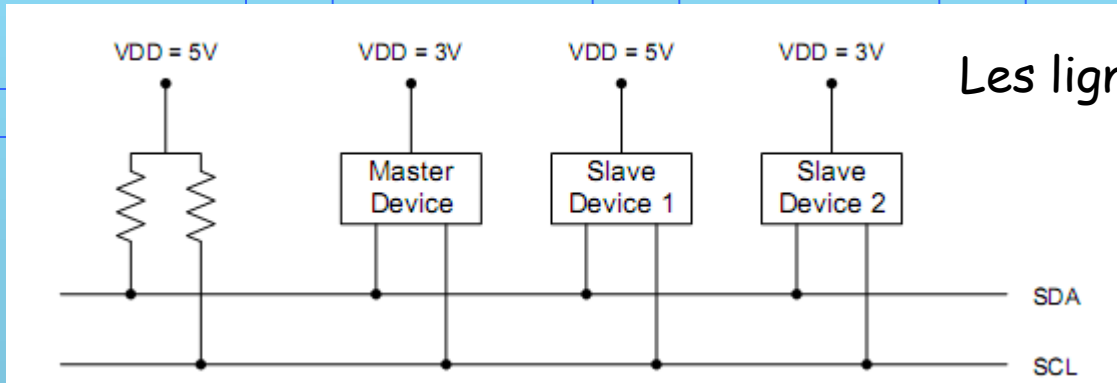 VDD = 5V
VDD = 3V
VDD = 5V
VDD = 3V
Les
Master
Device
Slave
Device 1
Slave
Device 2
SDA
SCL